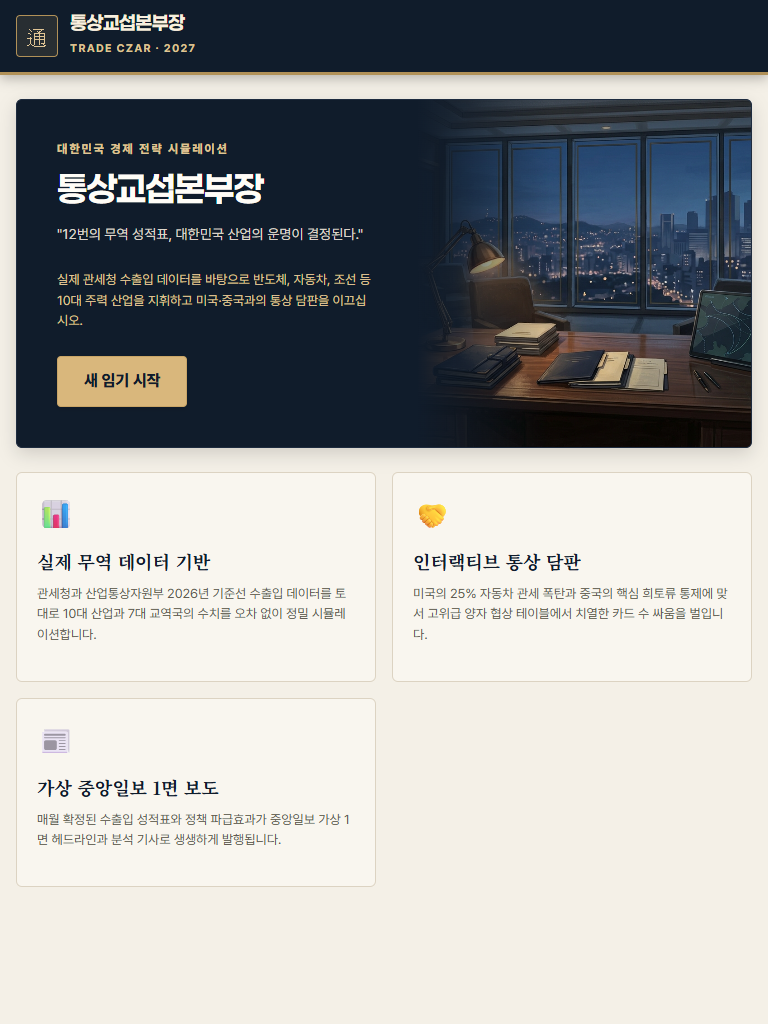 通
통상교섭본부장
TRADE CZAR · 2027
대한민국 경제 전략 시뮬레이션
통상교섭본부장
"12번의 무역 성적표, 대한민국 산업의 운명이 결정된다."
실제 관세청 수출입 데이터를 바탕으로 반도체, 자동차, 조선 등
10대 주력 산업을 지휘하고 미국·중국과의 통상 담판을 이끄십
시오.
새 임기 시작
실제 무역 데이터 기반
관세청과 산업통상자원부 2026년 기준선 수출입 데이터를 토
대로 10대 산업과 7대 교역국의 수치를 오차 없이 정밀 시뮬레
이션합니다.
인터랙티브 통상 담판
미국의 25% 자동차 관세 폭탄과 중국의 핵심 희토류 통제에 맞
서 고위급 양자 협상 테이블에서 치열한 카드 수 싸움을 벌입니
다.
가상 중앙일보 1면 보도
매월 확정된 수출입 성적표와 정책 파급효과가 중앙일보 가상 1
면 헤드라인과 분석 기사로 생생하게 발행됩니다.